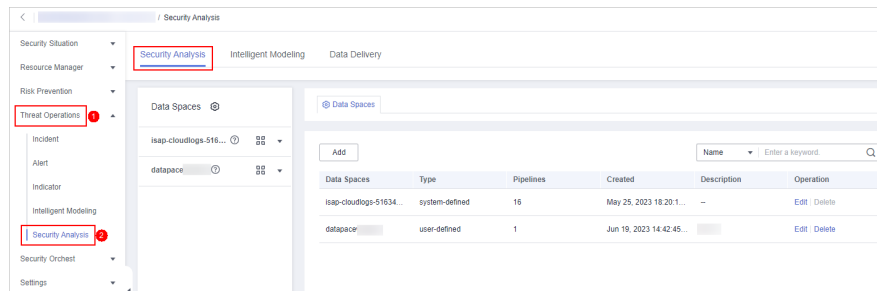 / Security Analysis
Security Situation
Resource Manager
Risk Prevention
Threat Operations 1
Incident
Alert
Indicator
Intelligent Modeling
Security Analysis 2
Security Orchest
Settings
Security Analysis Intelligent Modeling Data Delivery
Data Spaces
isap-cloudlogs-516...
datapace
Data Spaces
Add
Name Enter a keyword.
Data Spaces Type Pipelines Created Description Operation
isap-cloudlogs-51634... system-defined 16 May 25, 2023 18:20:1... -- Edit Delete
datapace user-defined 1 Jun 19, 2023 14:42:45... Edit Delete